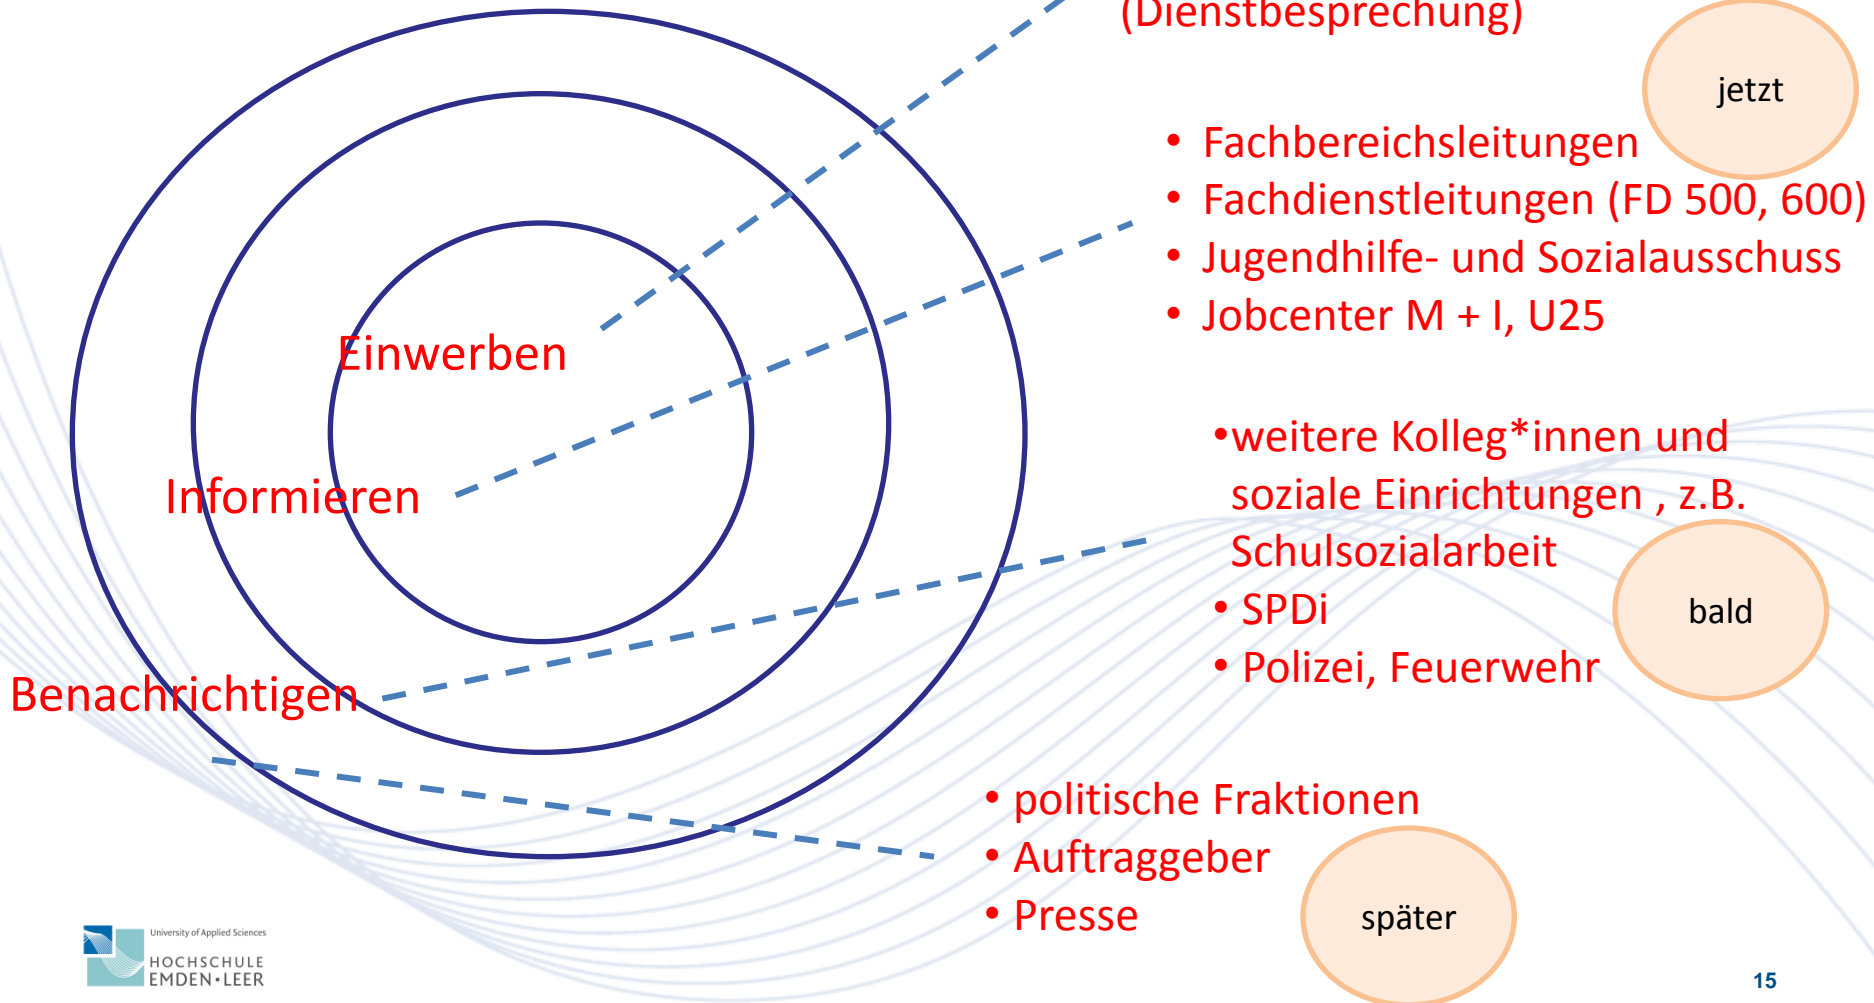 (Dienstbesprechung)
jetzt
• Fachbereichsleitungen
• Fachdienstleitungen (FD 500, 600)
• Jugendhilfe- und Sozialausschuss
• Jobcenter M + I, U25
Einwerben
•weitere Kolleg*innen und
soziale Einrichtungen , z.B.
Schulsozialarbeit
• SPDi
• Polizei, Feuerwehr
bald
Informieren
Benachrichtigen
• politische Fraktionen
• Auftraggeber
• Presse
später
University of Applied Sciences
HOCHSCHULE
EMDEN•LEER
15